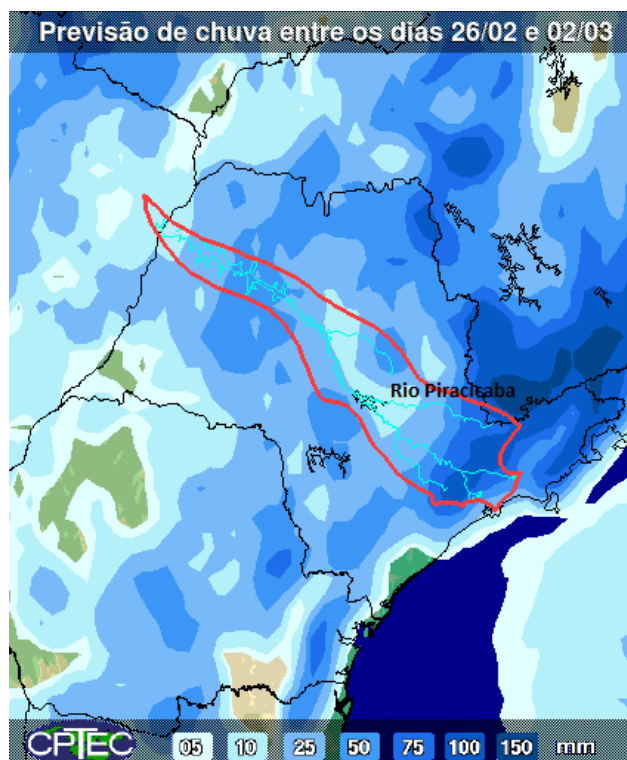 Previsão de chuva entre os dias 26/02 e 02/03
Rio Piracicaba
CPTEC 05 10 25 50 75 100 150 mm